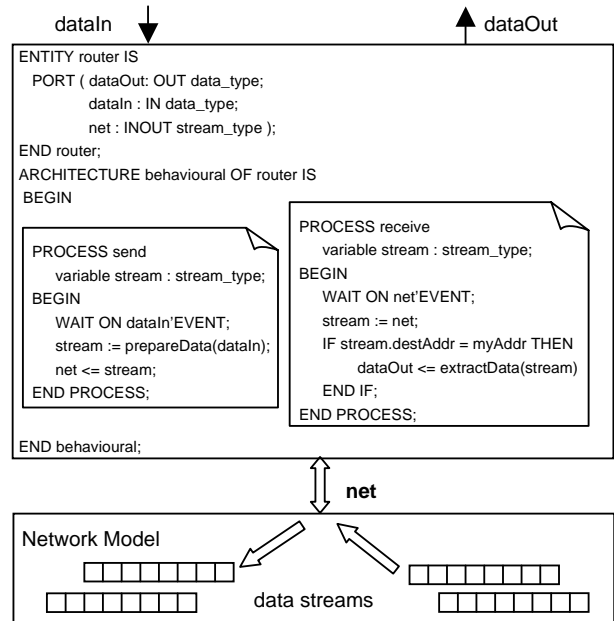 dataIn
dataOut
ENTITY router IS
PORT ( dataOut: OUT data_type;
dataIn : IN data_type;
net : INOUT stream_type );
END router;
ARCHITECTURE behavioural OF router IS
BEGIN
PROCESS send
variable stream : stream_type;
BEGIN
WAIT ON dataIn’EVENT;
stream := prepareData(dataIn);
net <= stream;
END PROCESS;
PROCESS receive
variable stream : stream_type;
BEGIN
WAIT ON net’EVENT;
stream := net;
IF stream.destAddr = myAddr THEN
dataOut <= extractData(stream)
END IF;
END PROCESS;
END behavioural;
net
Network Model
data streams